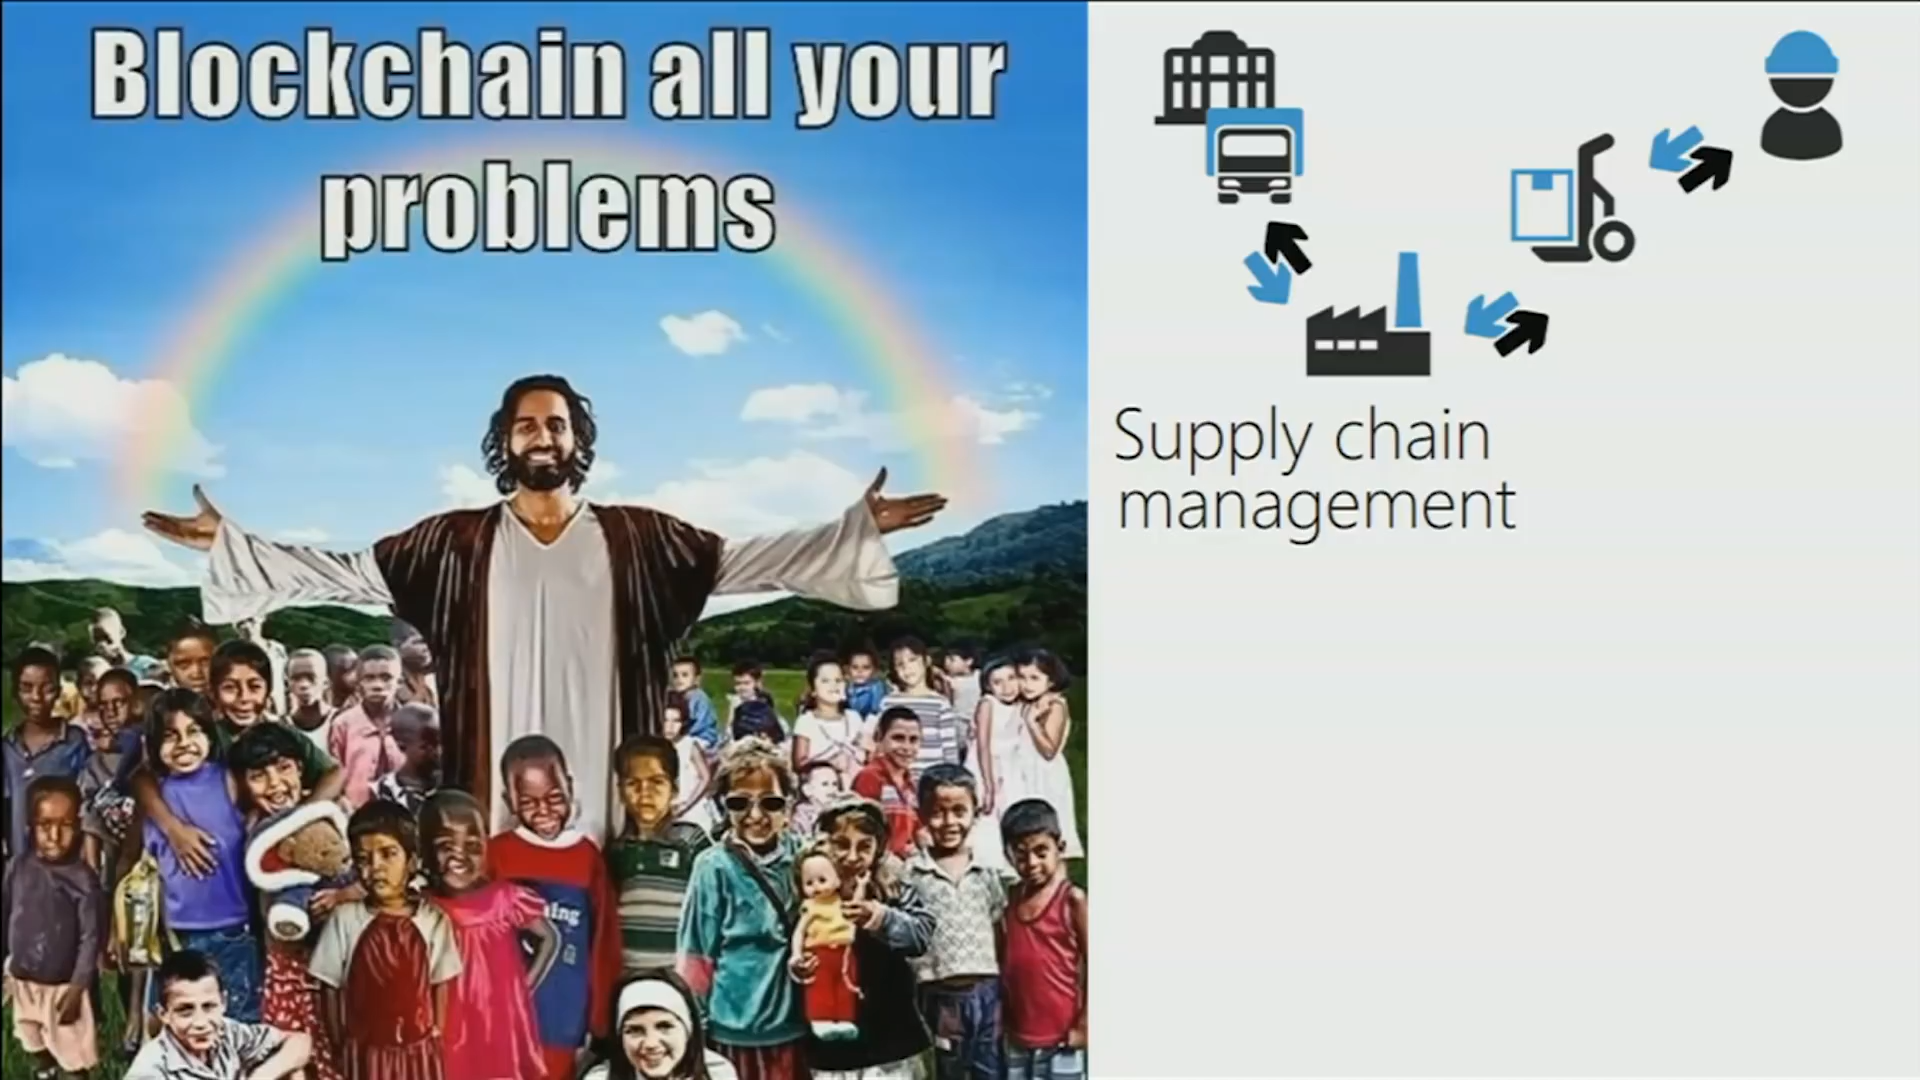 Blockchain all your
problems
Supply chain
management